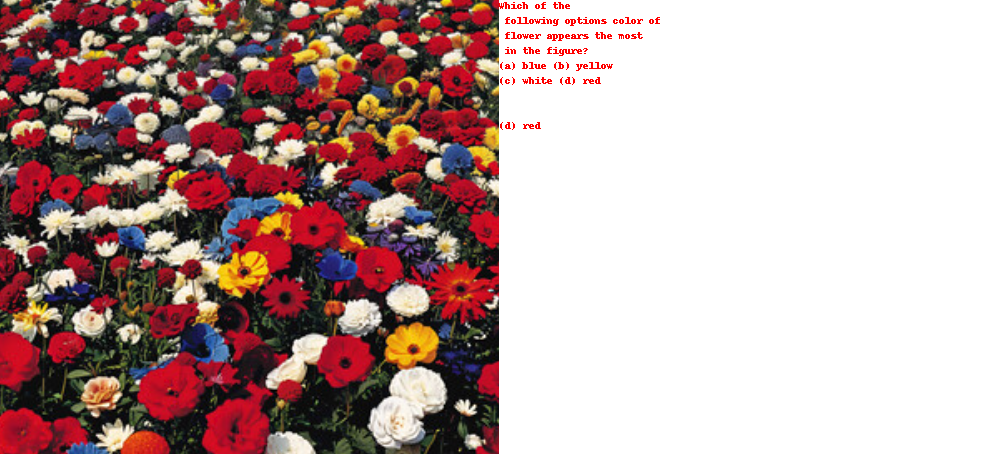 Which of the
following options color of
flower appears the most
in the figure?
(a) blue (b) yellow
(c) white (d) red
(d) red